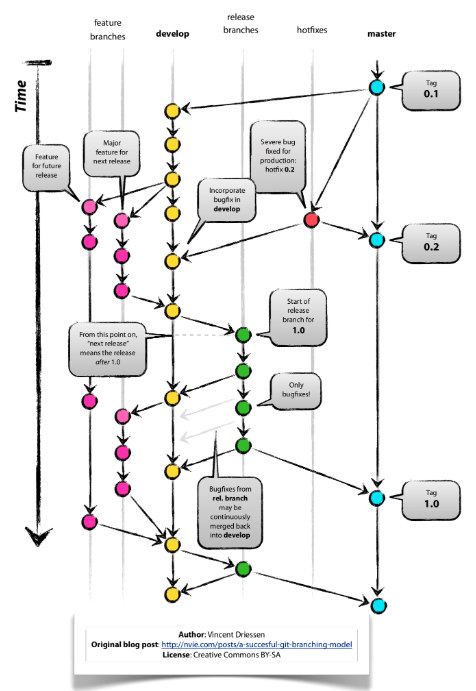 feature
branches
develop
release
branches
hotfixes
master
Time
Tag
0.1
Feature
for future
release
Major
feature for
next release
Severe bug
fixed for
production:
hotfix 0.2
Incorporate
bugfix in
develop
Tag
0.2
Start of
release
branch for
1.0
From this point on,
“next release”
means the release
after 1.0
Only
bugfixes!
Bugfixes from
rel. branch
may be
continuously
merged back
into develop
Tag
1.0
Author: Vincent Driessen
Original blog post: http://nvie.com/posts/a-succesful-git-branching-model
License: Creative Commons BY-SA